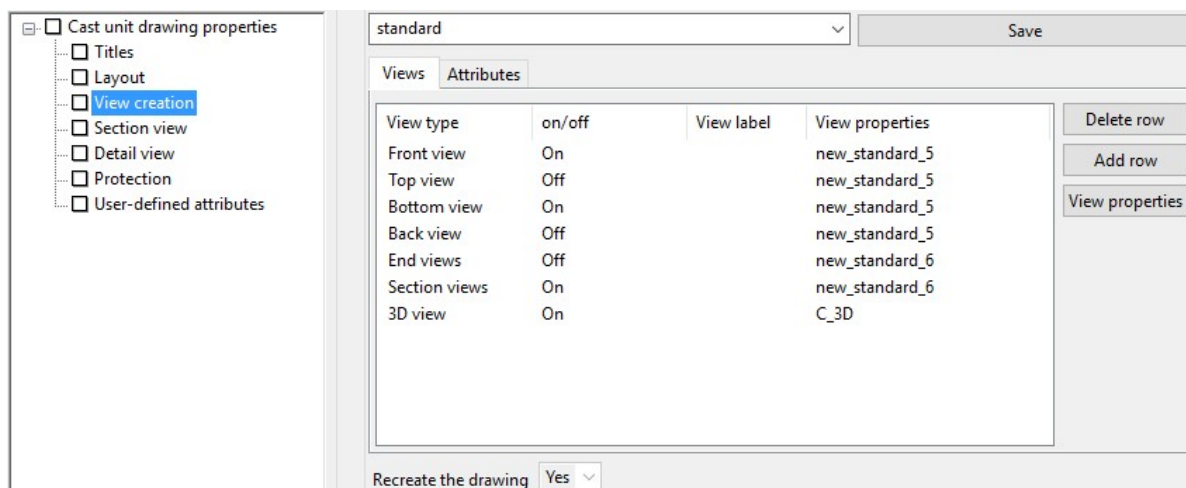 Cast unit drawing properties
Titles
Layout
View creation
Section view
Detail view
Protection
User-defined attributes
standard
Save
Views Attributes
View type on/off View label View properties
Front view On new_standard_5
Top view Off new_standard_5
Bottom view On new_standard_5
Back view Off new_standard_5
End views Off new_standard_6
Section views On new_standard_6
3D view On C_3D
Delete row
Add row
View properties
Recreate the drawing Yes